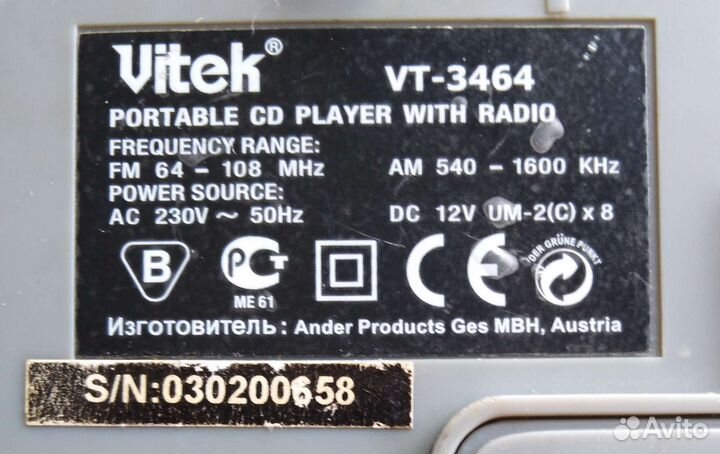 Vitek® VT-3464
PORTABLE CD PLAYER WITH RADIO
FREQUENCY RANGE:
FM 64 – 108 MHz AM 540 – 1600 KHz
POWER SOURCE:
AC 230V ~ 50Hz DC 12V UM-2(C) x 8
B РСТ CE DER GRÜNE PUNKT
ME 61
Изготовитель: Ander Products Ges MBH, Austria
S/N:030200658
Avito